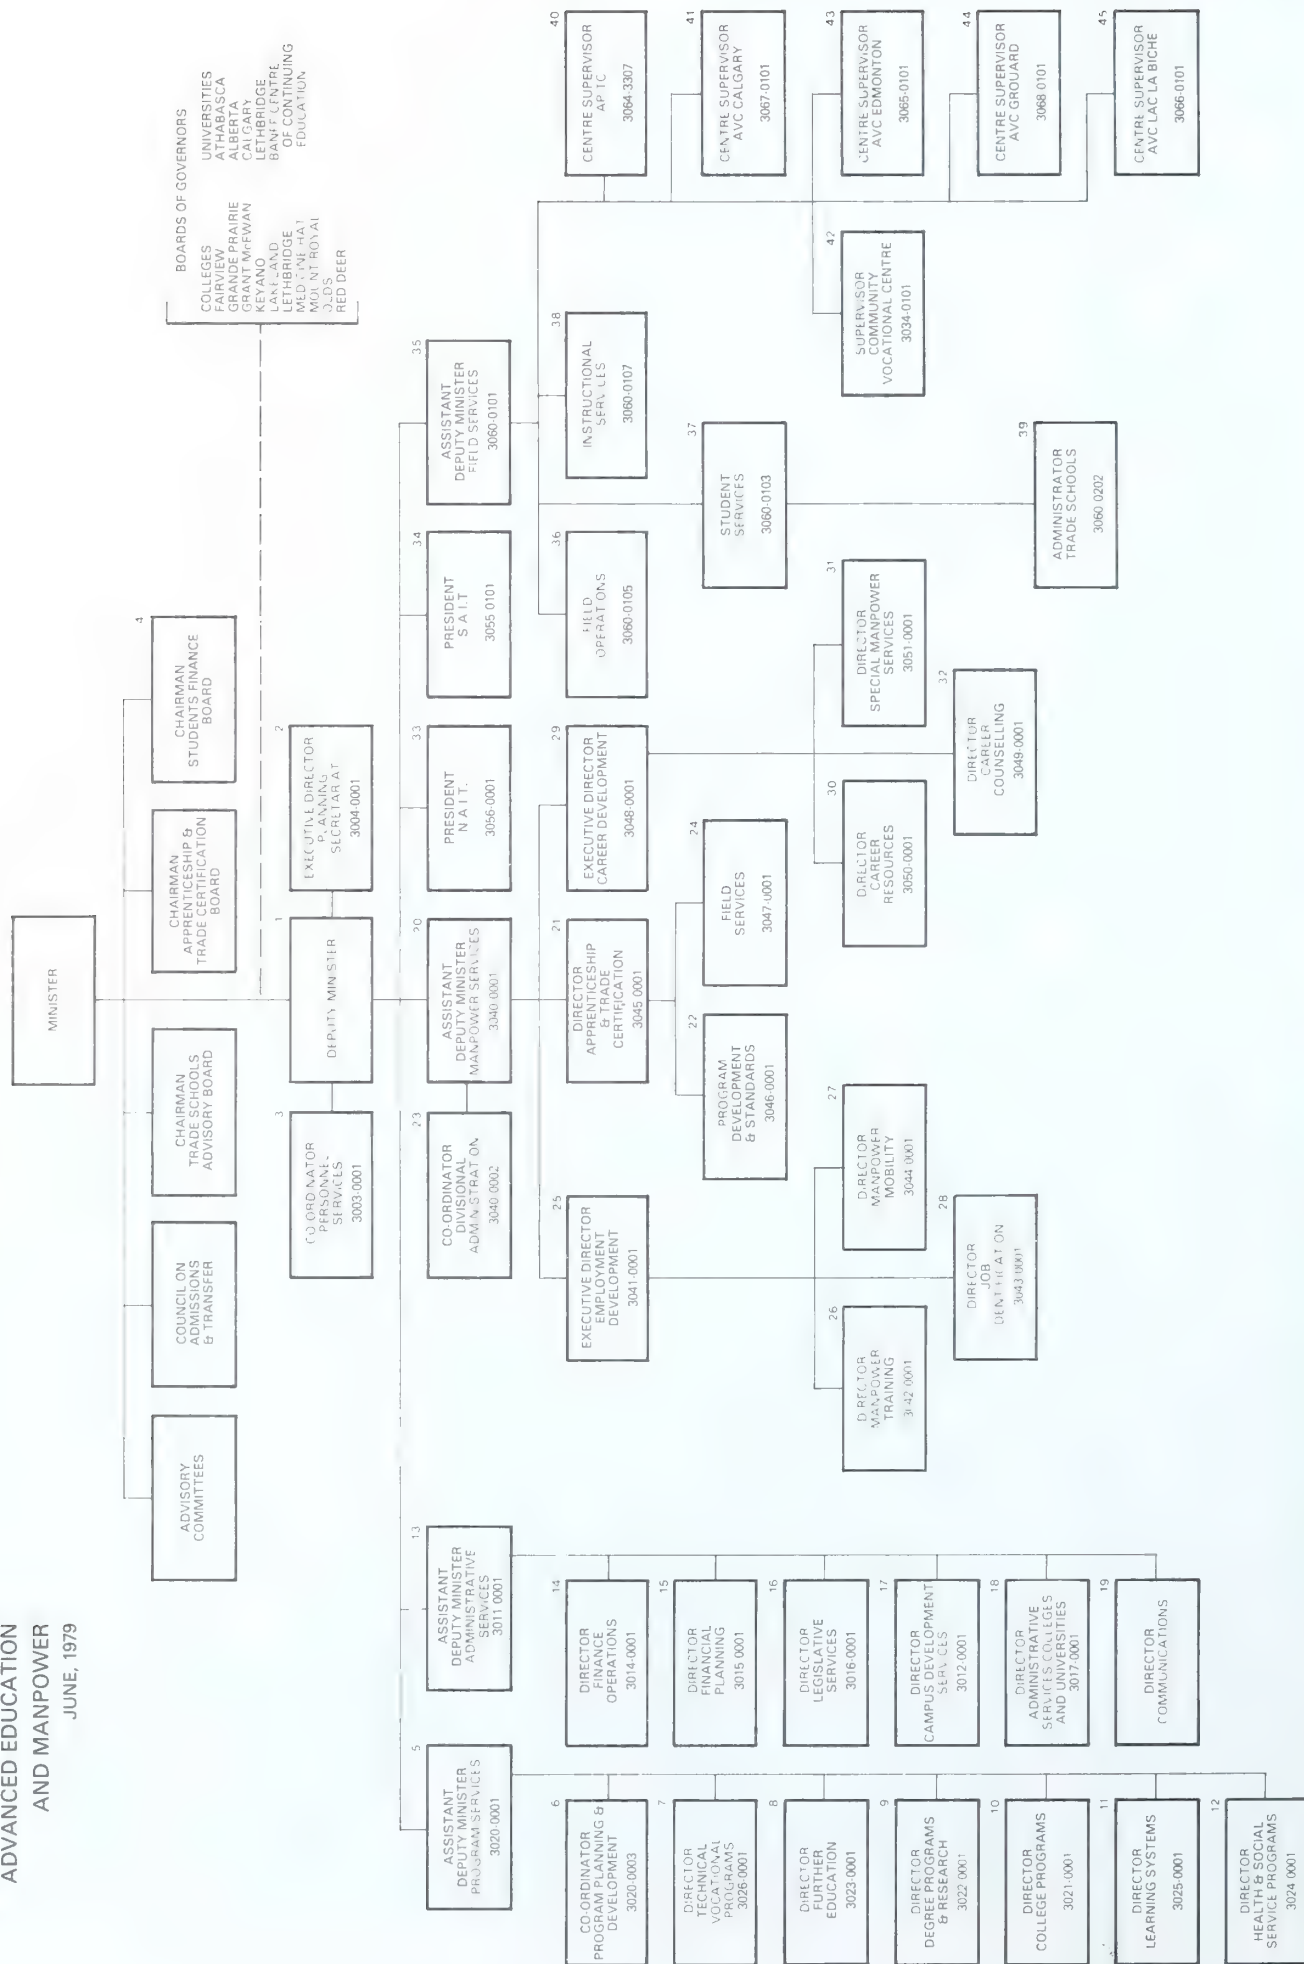 ADVANCED EDUCATION
AND MANPOWER
JUNE, 1979
MINISTER
BOARDS OF GOVERNORS
COLLEGES
FAIRVIEW
GRANDE PRAIRIE
GRANT McEWAN
KEYANO
LAKELAND
LETHBRIDGE
MEDICINE HAT
MOUNT ROYAL
OLDS
RED DEER
UNIVERSITIES
ATHABASCA
ALBERTA
CALGARY
LETHBRIDGE
BANFF CENTRE
OF CONTINUING
EDUCATION
ADVISORY
COMMITTEES
COUNCIL ON
ADMISSIONS
& TRANSFER
CHAIRMAN
TRADE SCHOOLS
ADVISORY BOARD
CHAIRMAN
APPRENTICESHIP &
TRADE CERTIFICATION
BOARD
4
CHAIRMAN
STUDENTS FINANCE
BOARD
3
CO-ORDINATOR
PERSONNEL
SERVICES
3003-0001
1
DEPUTY MINISTER
2
EXECUTIVE DIRECTOR
PLANNING
SECRETARIAT
3004-0001
5
ASSISTANT
DEPUTY MINISTER
PROGRAM SERVICES
3020-0001
13
ASSISTANT
DEPUTY MINISTER
ADMINISTRATIVE
SERVICES
3011 0001
23
CO-ORDINATOR
DIVISIONAL
ADMINISTRATION
3040 0002
20
ASSISTANT
DEPUTY MINISTER
MANPOWER SERVICES
3040 0001
33
PRESIDENT
N A I T.
3056-0001
34
PRESIDENT
S A I T
3055 0101
35
ASSISTANT
DEPUTY MINISTER
FIELD SERVICES
3060-0101
6
CO-ORDINATOR
PROGRAM PLANNING &
DEVELOPMENT
3020-0003
7
DIRECTOR
TECHNICAL
VOCATIONAL
PROGRAMS
3026-0001
8
DIRECTOR
FURTHER
EDUCATION
3023-0001
9
DIRECTOR
DEGREE PROGRAMS
& RESEARCH
3022 0001
10
DIRECTOR
COLLEGE PROGRAMS
3021-0001
11
DIRECTOR
LEARNING SYSTEMS
3025-0001
12
DIRECTOR
HEALTH & SOCIAL
SERVICE PROGRAMS
3024 0001
14
DIRECTOR
FINANCE
OPERATIONS
3014-0001
15
DIRECTOR
FINANCIAL
PLANNING
3015 0001
16
DIRECTOR
LEGISLATIVE
SERVICES
3016-0001
17
DIRECTOR
CAMPUS DEVELOPMENT
SERVICES
3012-0001
18
DIRECTOR
ADMINISTRATIVE
SERVICES COLLEGES
AND UNIVERSITIES
3017-0001
19
DIRECTOR
COMMUNICATIONS
25
EXECUTIVE DIRECTOR
EMPLOYMENT
DEVELOPMENT
3041-0001
21
DIRECTOR
APPRENTICESHIP
& TRADE
CERTIFICATION
3045 0001
29
EXECUTIVE DIRECTOR
CAREER DEVELOPMENT
3048-0001
36
FIELD
OPERATIONS
3060-0105
38
INSTRUCTIONAL
SERVICES
3060-0107
40
CENTRE SUPERVISOR
AP IC
3064-3307
22
PROGRAM
DEVELOPMENT
& STANDARDS
3046-0001
24
FIELD
SERVICES
3047-0001
37
STUDENT
SERVICES
3060-0103
41
CENTRE SUPERVISOR
AVC CALGARY
3067-0101
26
DIRECTOR
MANPOWER
TRAINING
3042 0001
27
DIRECTOR
MANPOWER
MOBILITY
3044 0001
30
DIRECTOR
CAREER
RESOURCES
3050-0001
31
DIRECTOR
SPECIAL MANPOWER
SERVICES
3051-0001
42
SUPERVISOR
COMMUNITY
VOCATIONAL CENTRE
3034-0101
43
CENTRE SUPERVISOR
AVC EDMONTON
3065-0101
28
DIRECTOR
JOB
IDENTIFICATION
3043 0001
32
DIRECTOR
CAREER
COUNSELLING
3049-0001
44
CENTRE SUPERVISOR
AVC GROUARD
3068 0101
39
ADMINISTRATOR
TRADE SCHOOLS
3060 0202
45
CENTRE SUPERVISOR
AVC LAC LA BICHE
3066-0101